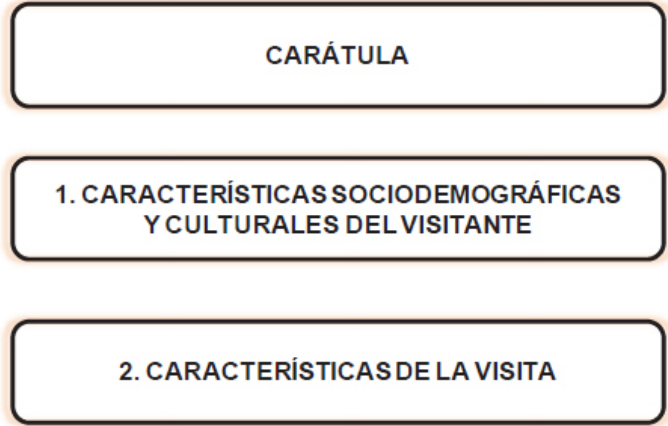 CARÁTULA
1. CARACTERÍSTICAS SOCIODEMOGRÁFICAS
Y CULTURALES DEL VISITANTE
2. CARACTERÍSTICAS DE LA VISITA